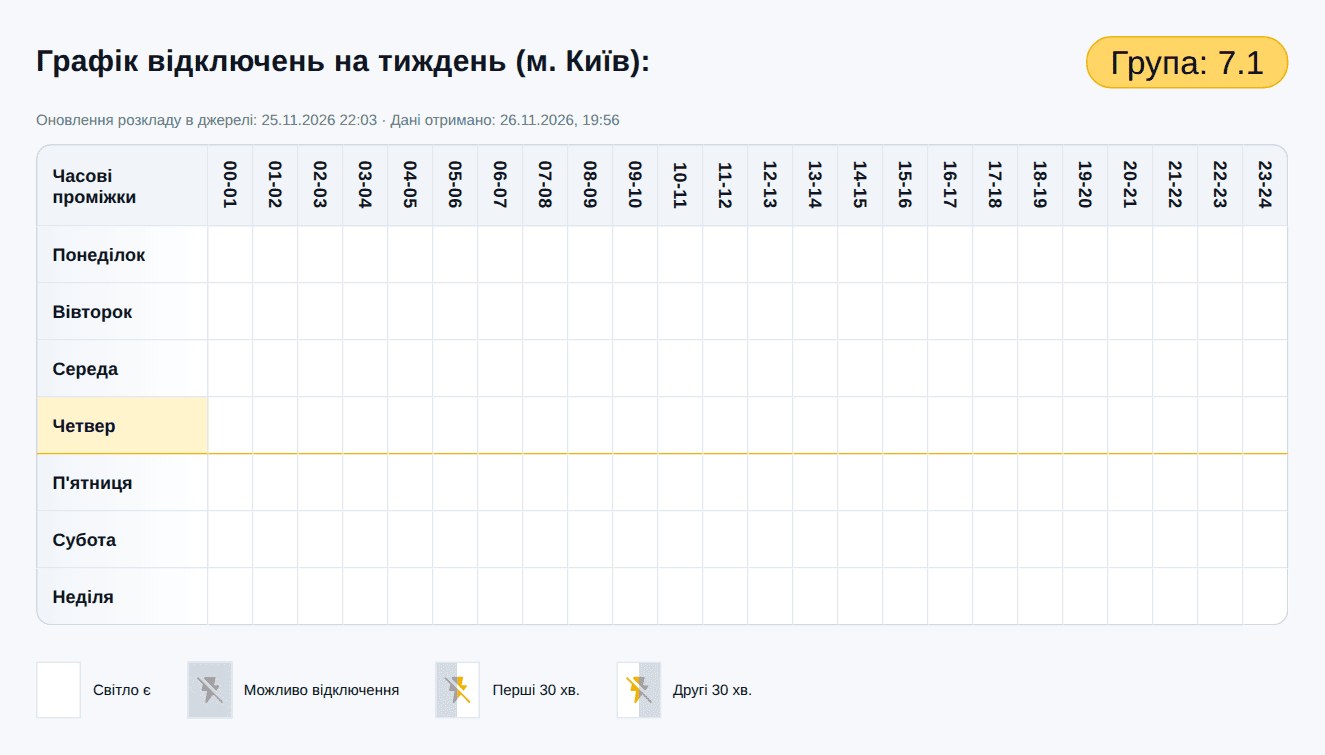 Графік відключень на тиждень (м. Київ):
Група: 7.1
Оновлення розкладу в джерелі: 25.11.2026 22:03 · Дані отримано: 26.11.2026, 19:56
Часові
проміжки
00-01
01-02
02-03
03-04
04-05
05-06
06-07
07-08
08-09
09-10
10-11
11-12
12-13
13-14
14-15
15-16
16-17
17-18
18-19
19-20
20-21
21-22
22-23
23-24
Понеділок
Вівторок
Середа
Четвер
П'ятниця
Субота
Неділя
Світло є
Можливо відключення
Перші 30 хв.
Другі 30 хв.